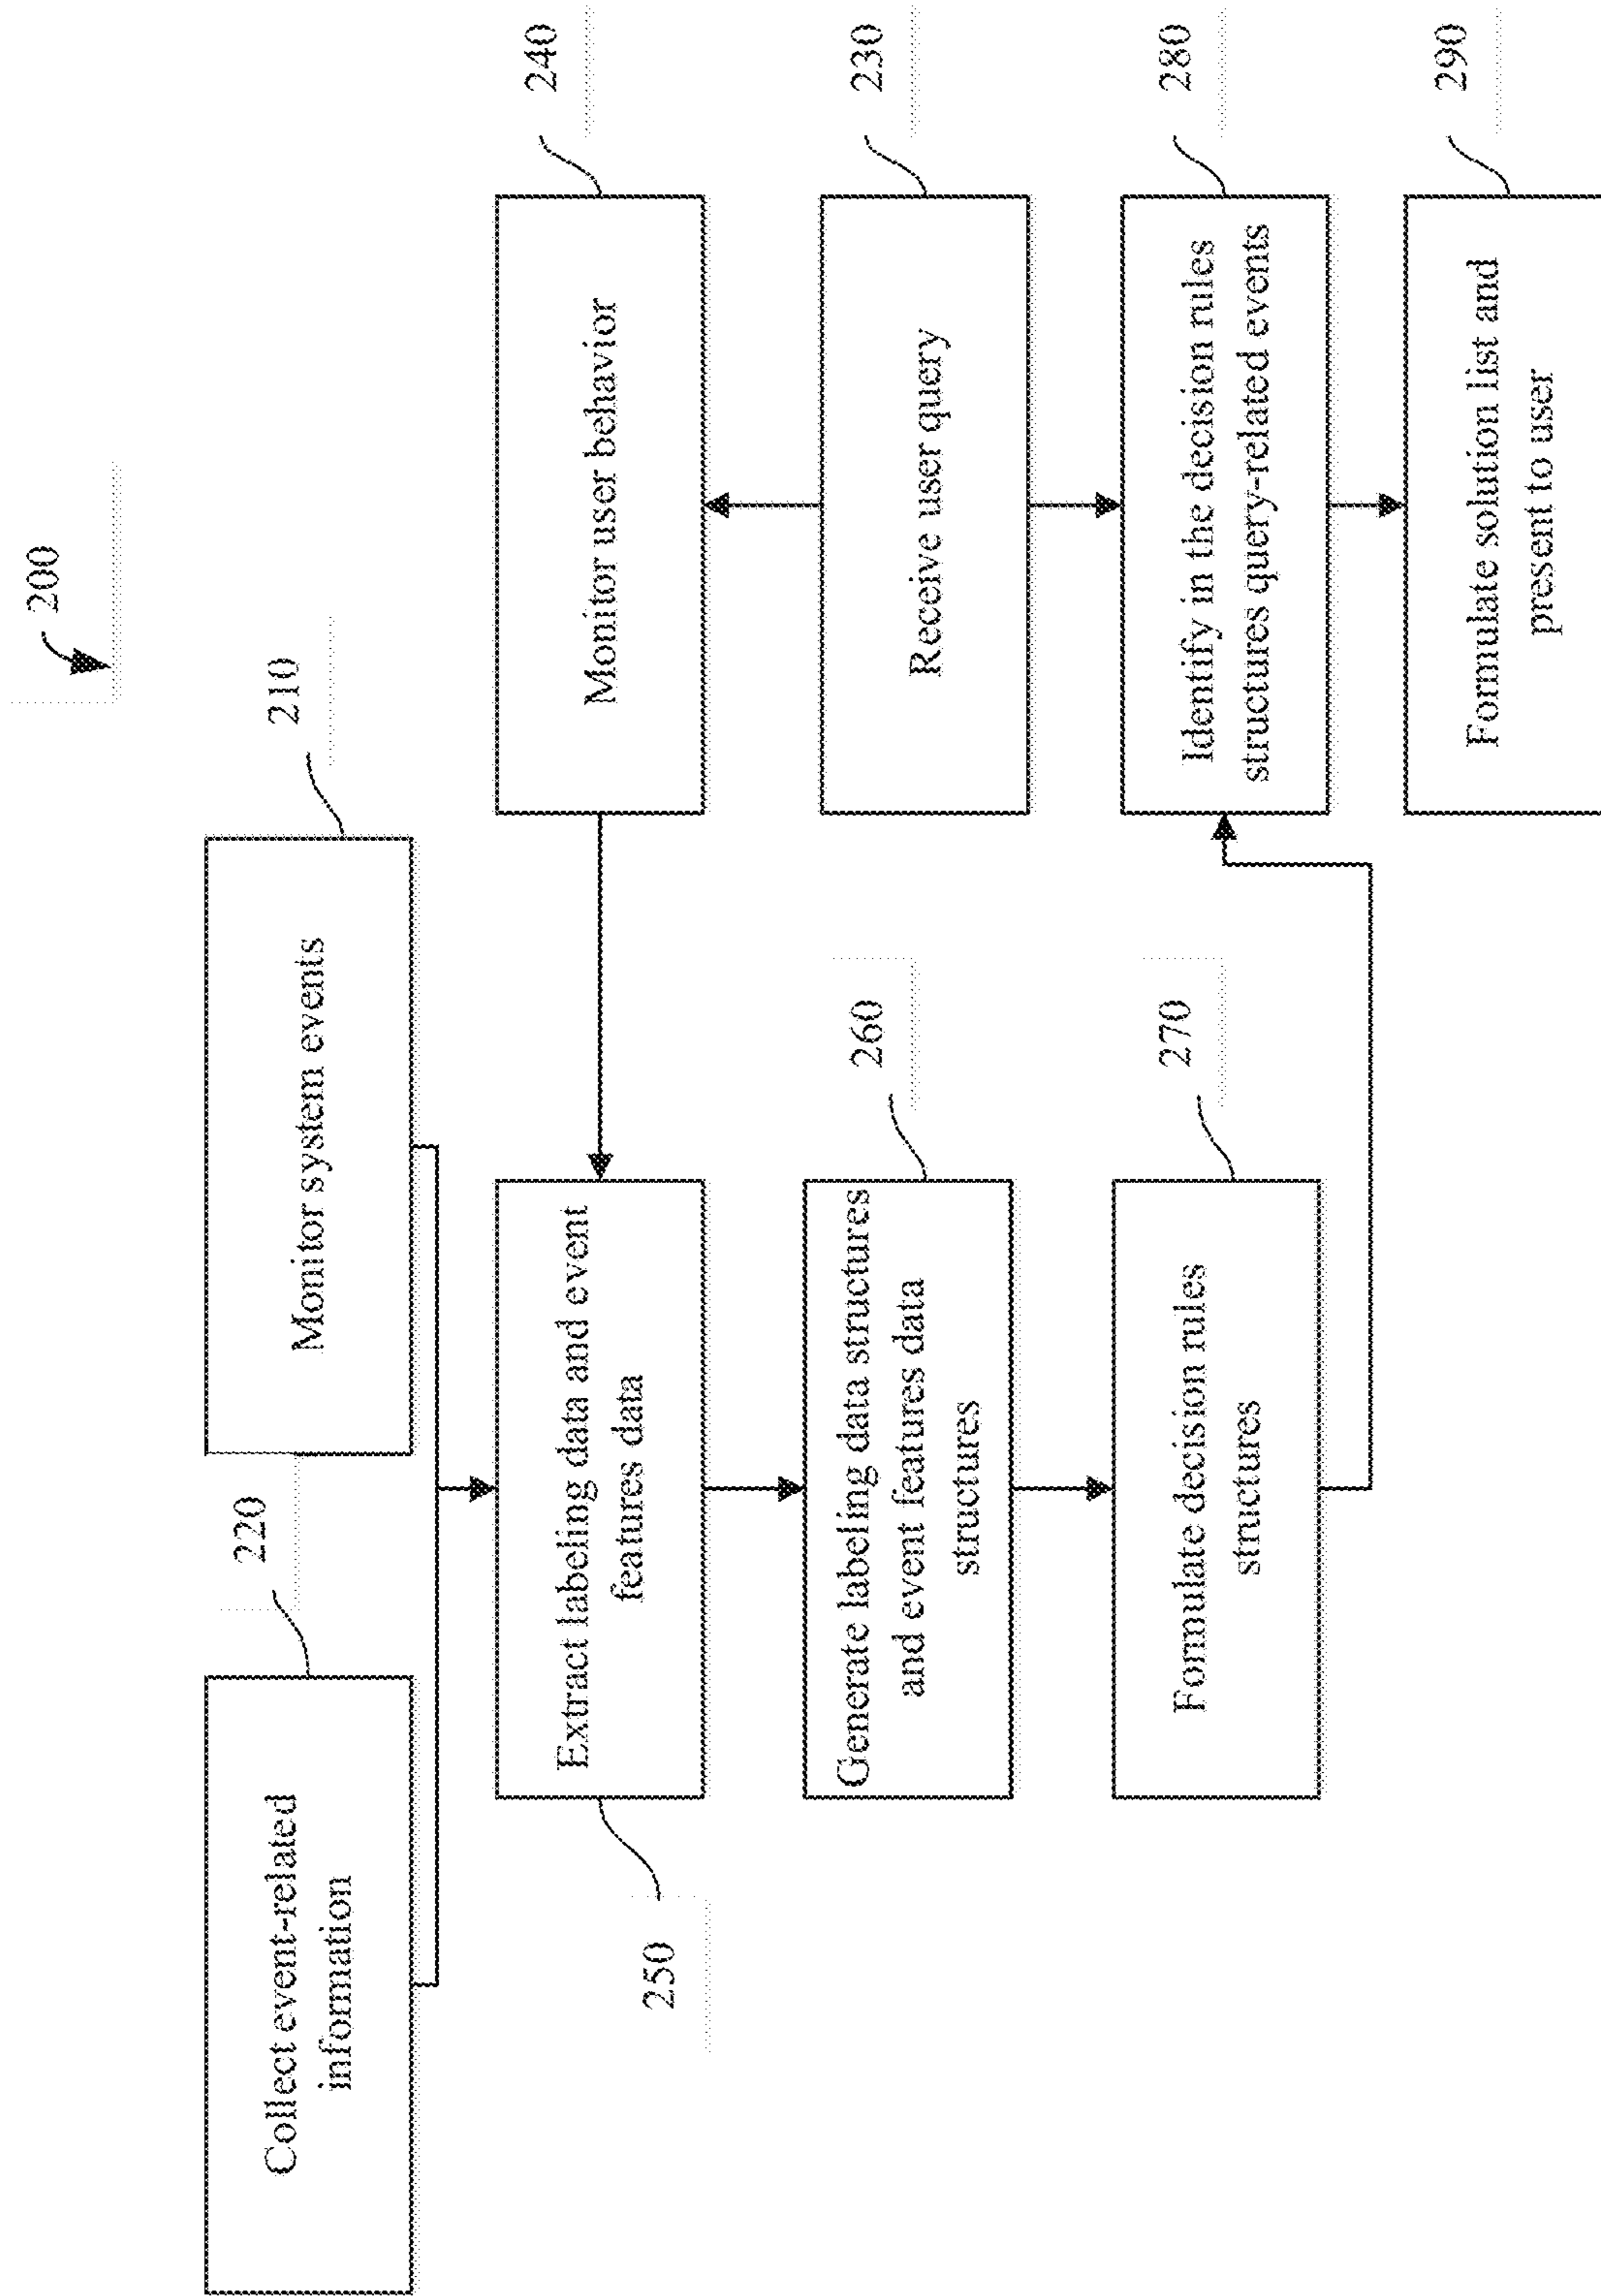 200
210
Monitor system events
220
Collect event-related
information
240
Monitor user behavior
250
Extract labeling data and event
features data
230
Receive user query
260
Generate labeling data structures
and event features data
structures
270
Formulate decision rules
structures
280
Identify in the decision rules
structures query-related events
290
Formulate solution list and
present to user